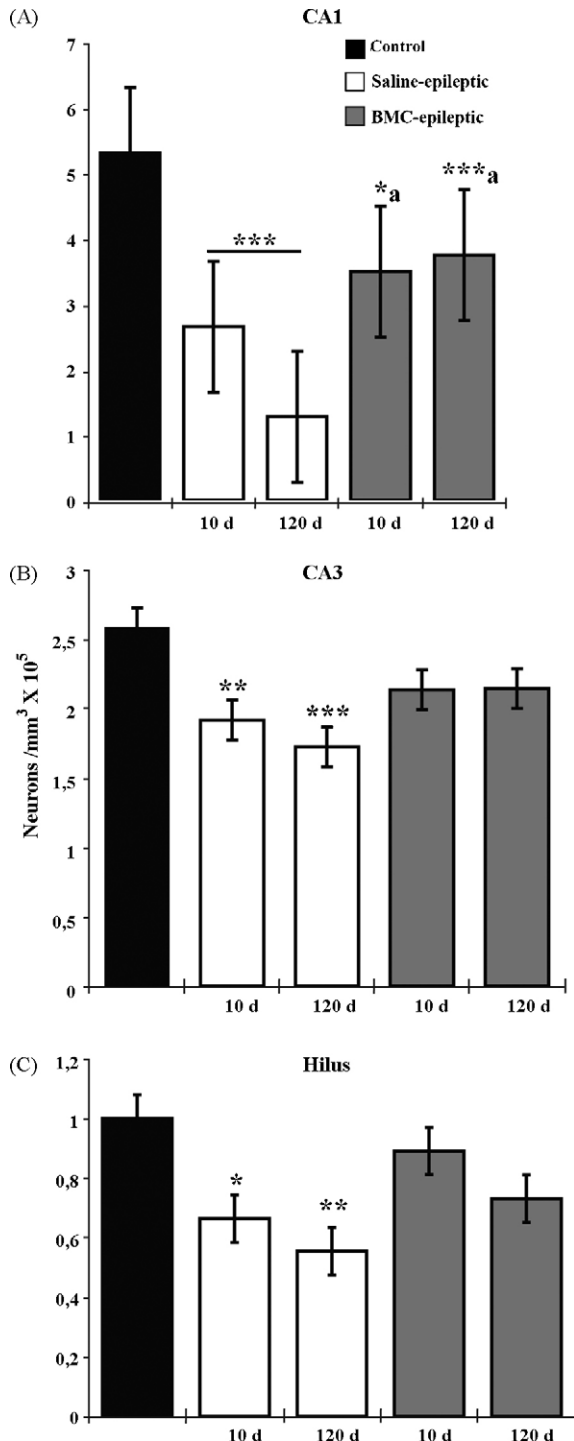 (A) CA1
Control
Saline-epileptic
BMC-epileptic
7
6
5
4
3
2
1
0
***
*a
***a
10 d 120 d 10 d 120 d
(B) CA3
Neurons /mm³ X 10⁵
3
2,5
2
1,5
1
0,5
0
**
***
10 d 120 d 10 d 120 d
(C) Hilus
1,2
1
0,8
0,6
0,4
0,2
0
*
**
10 d 120 d 10 d 120 d